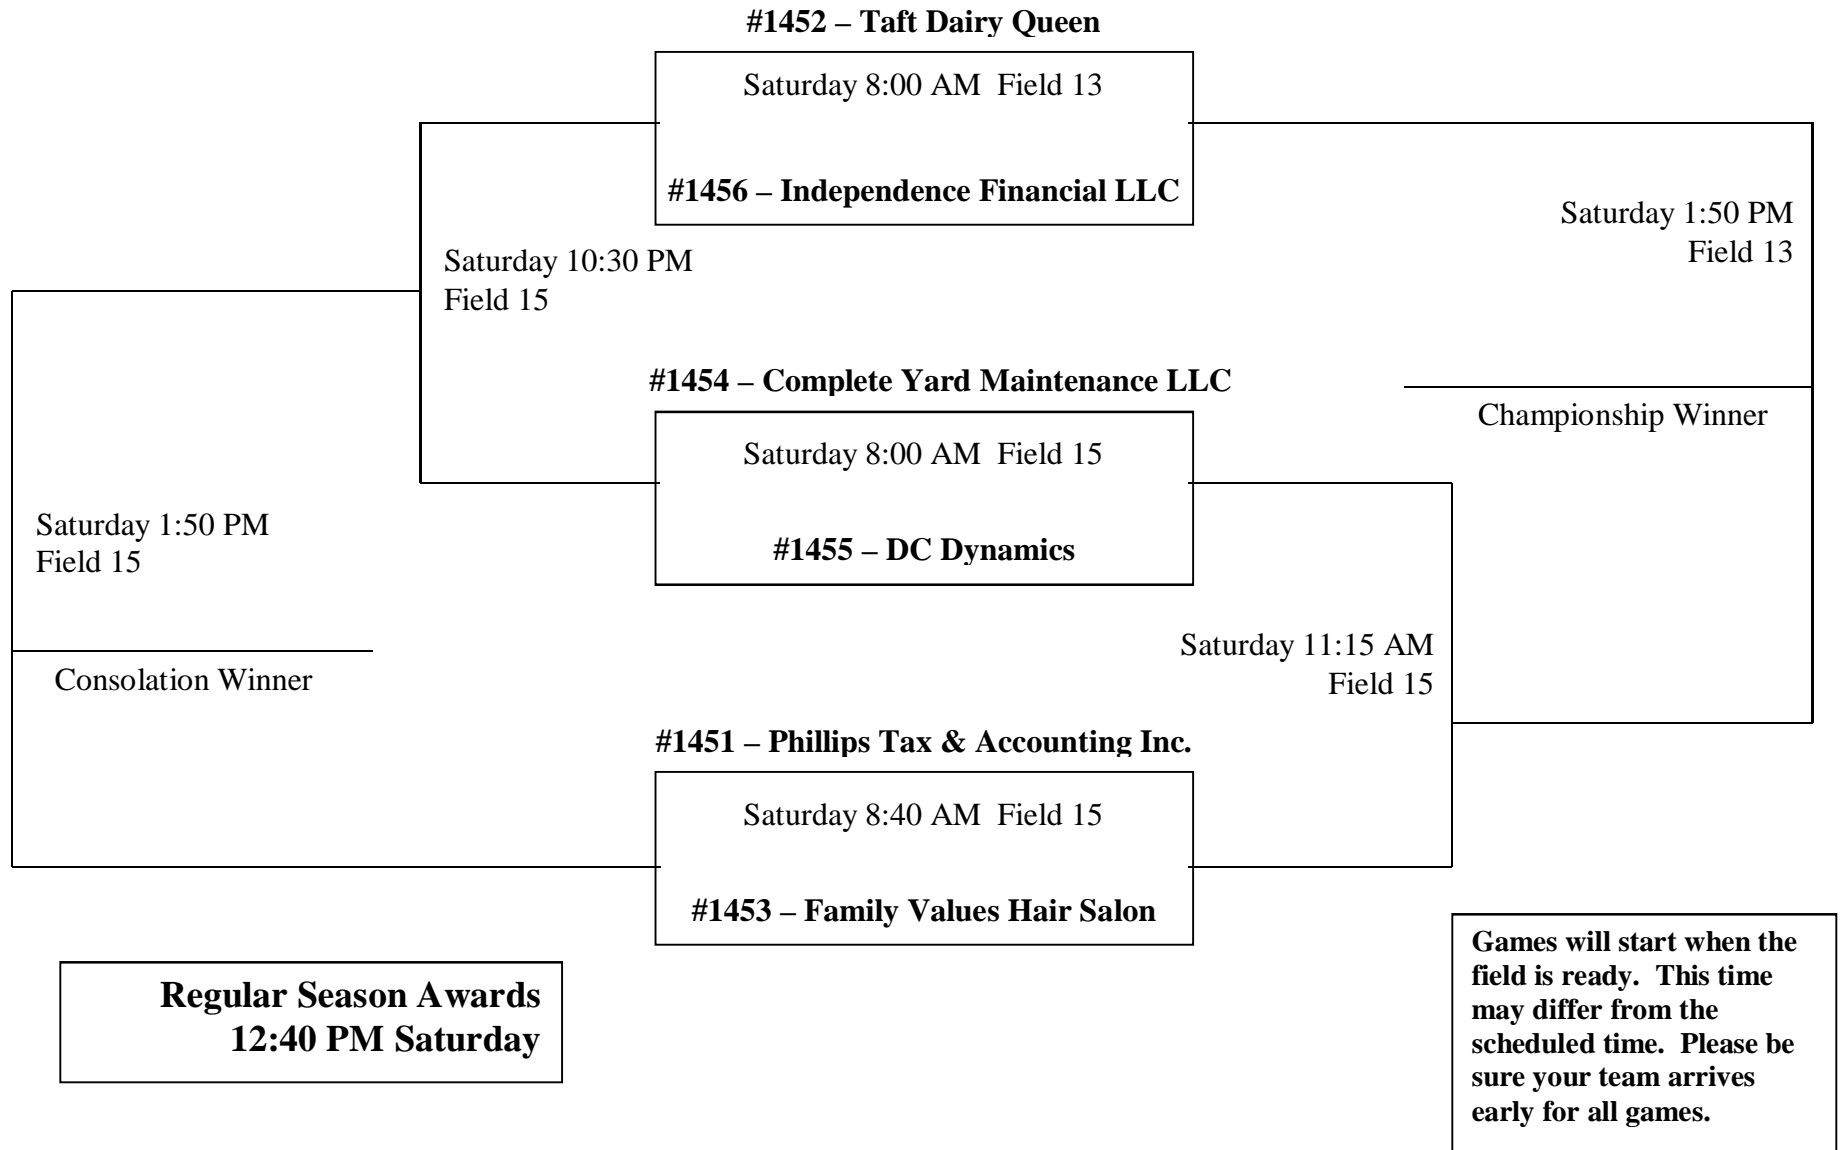 #1452 – Taft Dairy Queen
Saturday 8:00 AM  Field 13
#1456 – Independence Financial LLC
Saturday 1:50 PM
Field 13
Saturday 10:30 PM
Field 15
#1454 – Complete Yard Maintenance LLC
Championship Winner
Saturday 8:00 AM  Field 15
Saturday 1:50 PM
Field 15
#1455 – DC Dynamics
Saturday 11:15 AM
Field 15
Consolation Winner
#1451 – Phillips Tax & Accounting Inc.
Saturday 8:40 AM  Field 15
#1453 – Family Values Hair Salon
Regular Season Awards
12:40 PM Saturday
Games will start when the
field is ready.  This time
may differ from the
scheduled time.  Please be
sure your team arrives
early for all games.